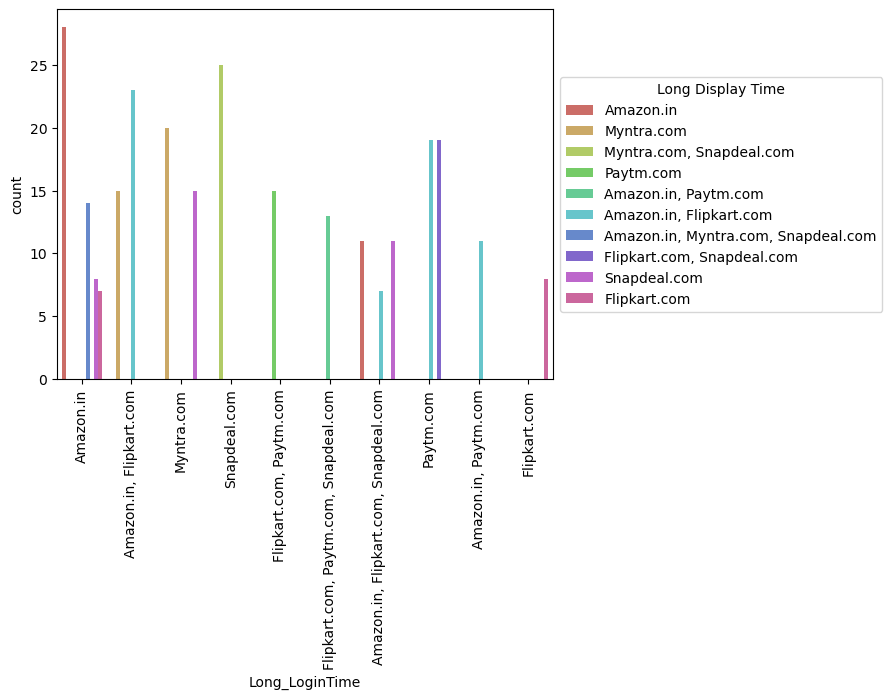 25
20
15
10
5
0
count
Amazon.in
Amazon.in, Flipkart.com
Myntra.com
Snapdeal.com
Flipkart.com, Paytm.com
Flipkart.com, Paytm.com, Snapdeal.com
Amazon.in, Flipkart.com, Snapdeal.com
Paytm.com
Amazon.in, Paytm.com
Flipkart.com
Long_LoginTime
Long Display Time
Amazon.in
Myntra.com
Myntra.com, Snapdeal.com
Paytm.com
Amazon.in, Paytm.com
Amazon.in, Flipkart.com
Amazon.in, Myntra.com, Snapdeal.com
Flipkart.com, Snapdeal.com
Snapdeal.com
Flipkart.com